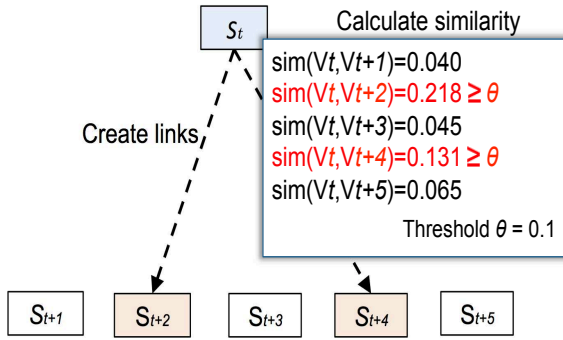 St
Calculate similarity
sim(Vt,Vt+1)=0.040
sim(Vt,Vt+2)=0.218 ≥ θ
sim(Vt,Vt+3)=0.045
sim(Vt,Vt+4)=0.131 ≥ θ
sim(Vt,Vt+5)=0.065
Threshold θ = 0.1
Create links
St+1 St+2 St+3 St+4 St+5